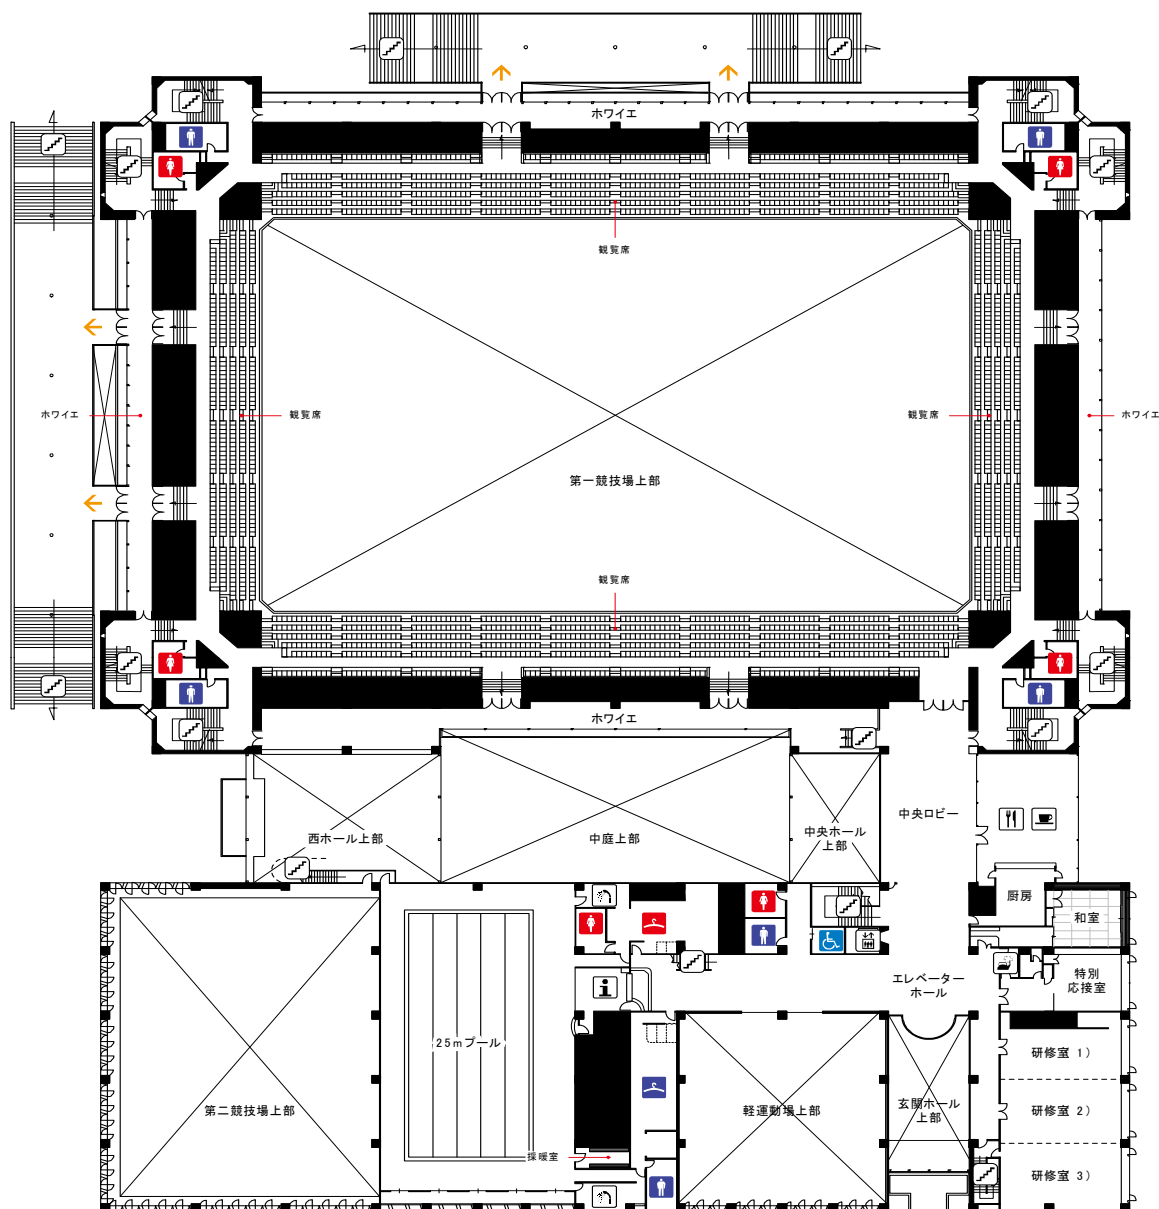 ホワイエ
観覧席
ホワイエ
観覧席
観覧席
ホワイエ
第一競技場上部
観覧席
ホワイエ
西ホール上部
中庭上部
中央ホール
上部
中央ロビー
厨房
和室
エレベーター
ホール
特別
応接室
25mプール
第二競技場上部
軽運動場上部
玄関ホール
上部
研修室 1)
研修室 2)
採暖室
研修室 3)